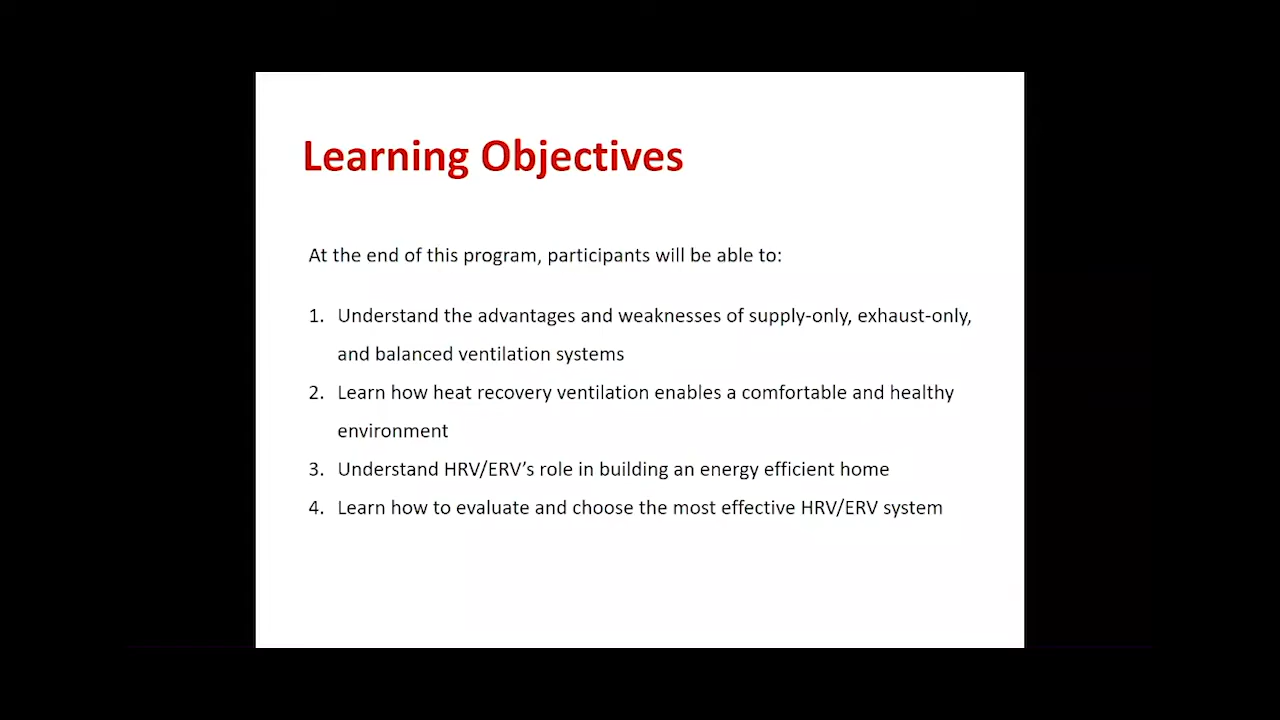 Learning Objectives
At the end of this program, participants will be able to:
1. Understand the advantages and weaknesses of supply-only, exhaust-only,
and balanced ventilation systems
2. Learn how heat recovery ventilation enables a comfortable and healthy
environment
3. Understand HRV/ERV’s role in building an energy efficient home
4. Learn how to evaluate and choose the most effective HRV/ERV system